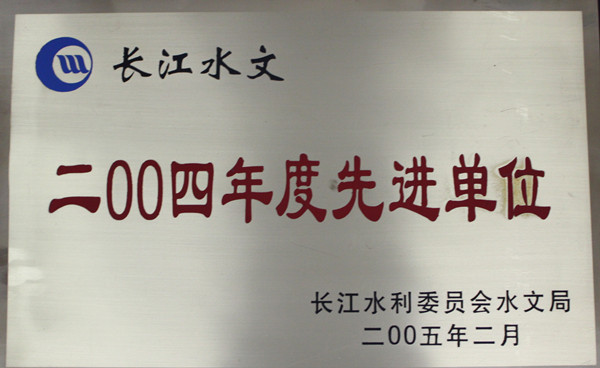 长江水文
二00四年度先进单位
长江水利委员会水文局
二00五年二月